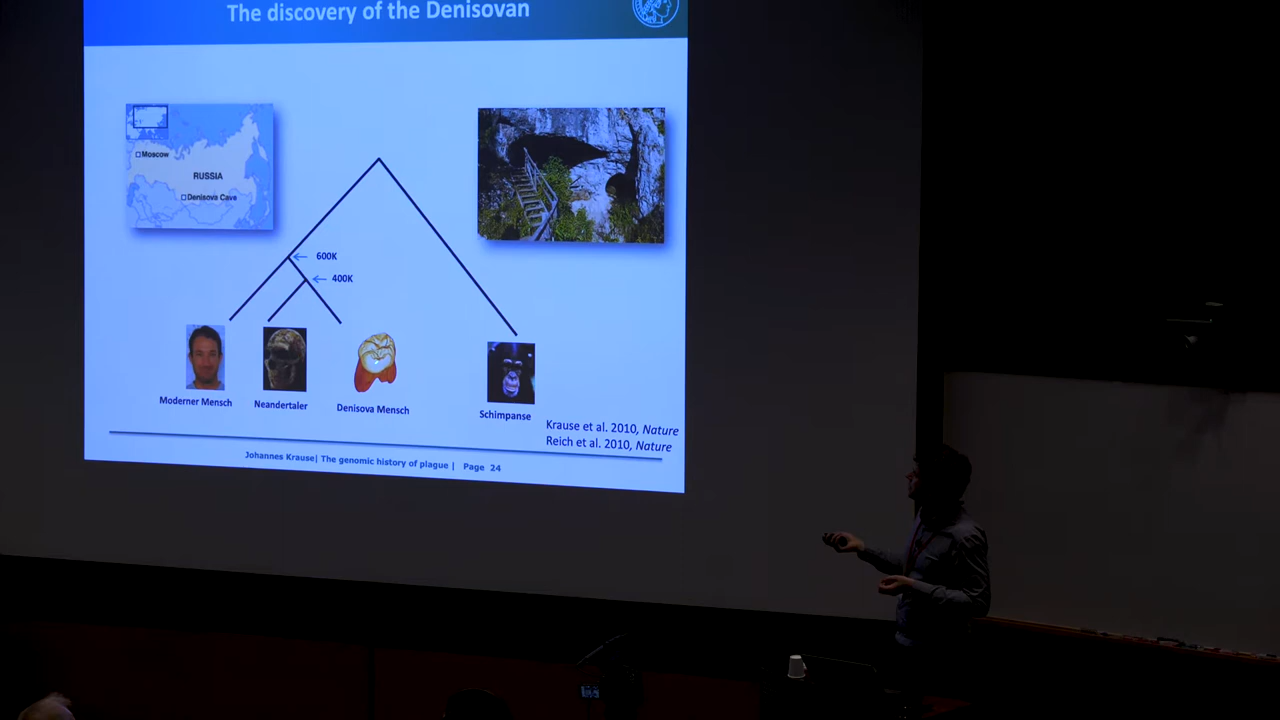 The discovery of the Denisovan
Moscow
RUSSIA
Denisova Cave
600K
400K
Moderner Mensch
Neandertaler
Denisova Mensch
Schimpanse
Krause et al. 2010, Nature
Reich et al. 2010, Nature
Johannes Krause| The genomic history of plague | Page 24